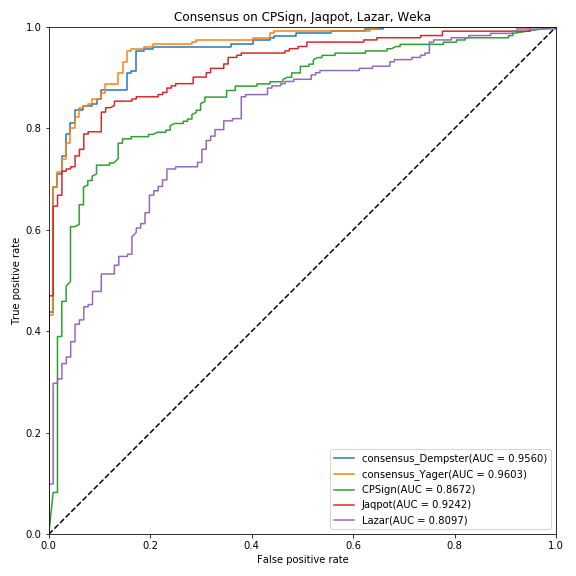 Consensus on CPSign, Jaqpot, Lazar, Weka
1.0
0.8
0.6
0.4
0.2
0.0
True positive rate
consensus_Dempster(AUC = 0.9560)
consensus_Yager(AUC = 0.9603)
CPSign(AUC = 0.8672)
Jaqpot(AUC = 0.9242)
Lazar(AUC = 0.8097)
0.0 0.2 0.4 0.6 0.8 1.0
False positive rate